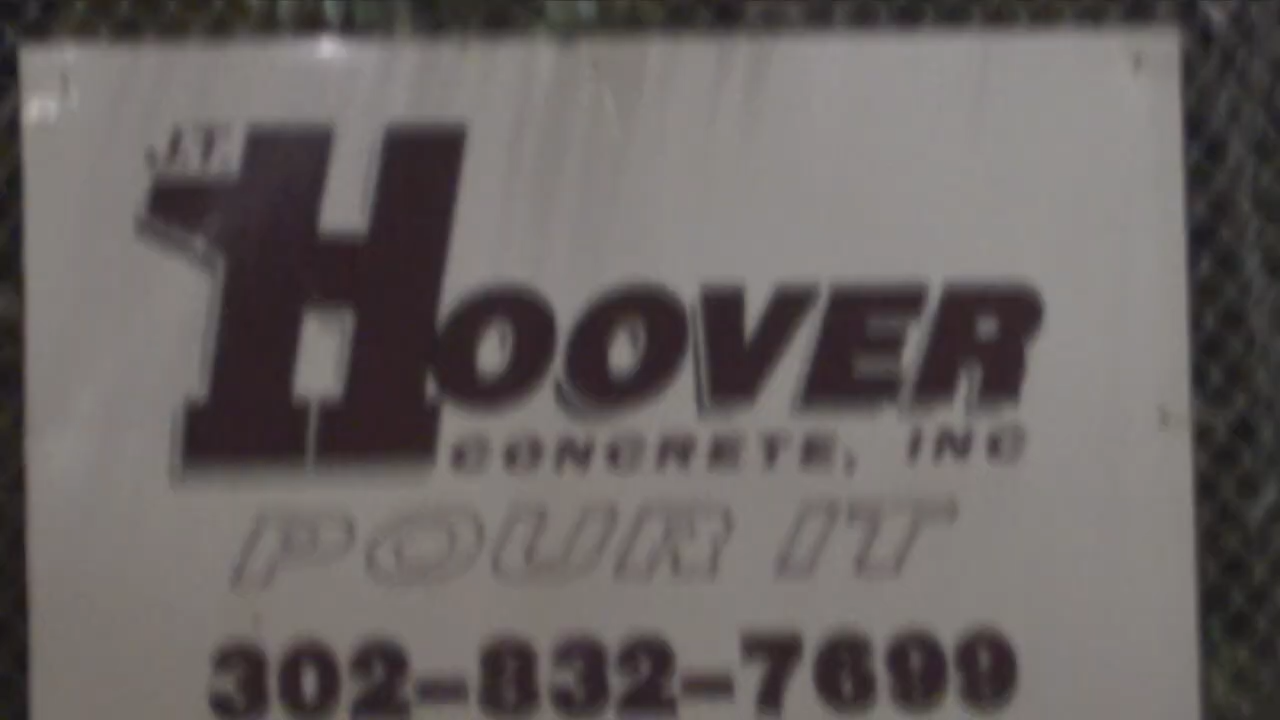 J.T.
HOOVER
CONCRETE, INC
POUR IT
302-832-7699